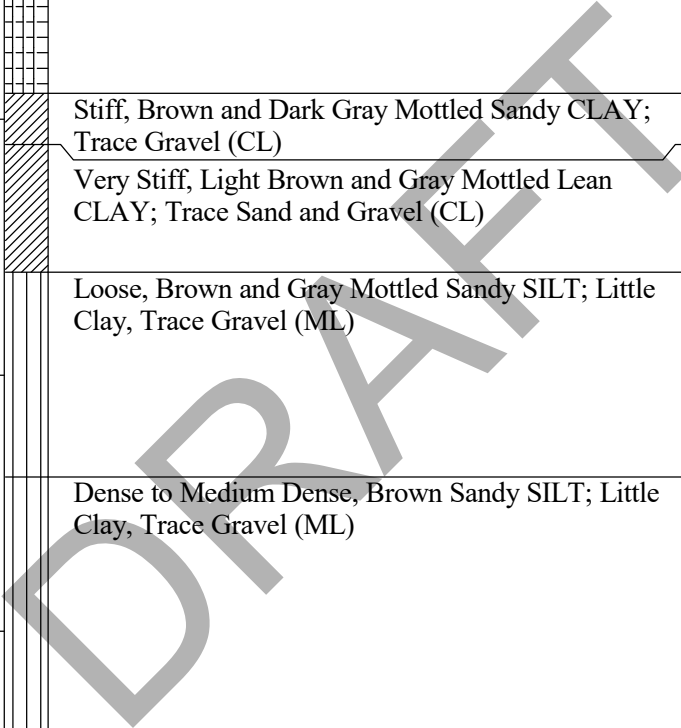 Stiff, Brown and Dark Gray Mottled Sandy CLAY;
Trace Gravel (CL)
Very Stiff, Light Brown and Gray Mottled Lean
CLAY; Trace Sand and Gravel (CL)
Loose, Brown and Gray Mottled Sandy SILT; Little
Clay, Trace Gravel (ML)
Dense to Medium Dense, Brown Sandy SILT; Little
Clay, Trace Gravel (ML)
DRAFT